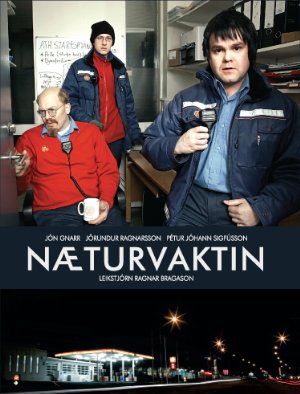 JÓN GNARR JÖRUNDUR RAGNARSSON PÉTUR JÓHANN SIGFÚSSON
NÆTURVAKTIN
LEIKSTJÓRN RAGNAR BRAGASON